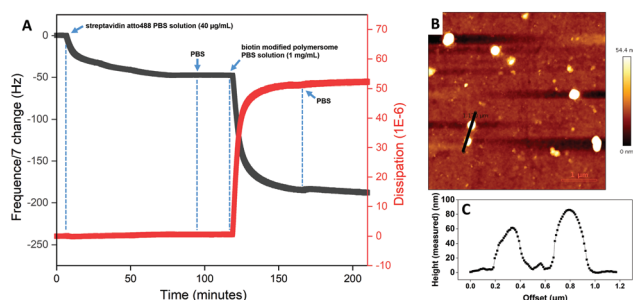 A
streptavidin atto488 PBS solution (40 µg/mL)
PBS
biotin modified polymersome
PBS solution (1 mg/mL)
PBS
Frequence/7 change (Hz)
0
-50
-100
-150
-200
-250
Dissipation (1E-6)
70
60
50
40
30
20
10
0
-10
0
50
100
150
200
Time (minutes)
B
54.4 n
0 nm
1 µm
C
Height (measured) (nm)
100
80
60
40
20
0
0.0 0.2 0.4 0.6 0.8 1.0 1.2
Offset (µm)